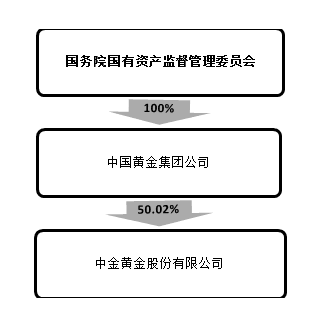 国务院国有资产监督管理委员会
100%
中国黄金集团公司
50.02%
中金黄金股份有限公司